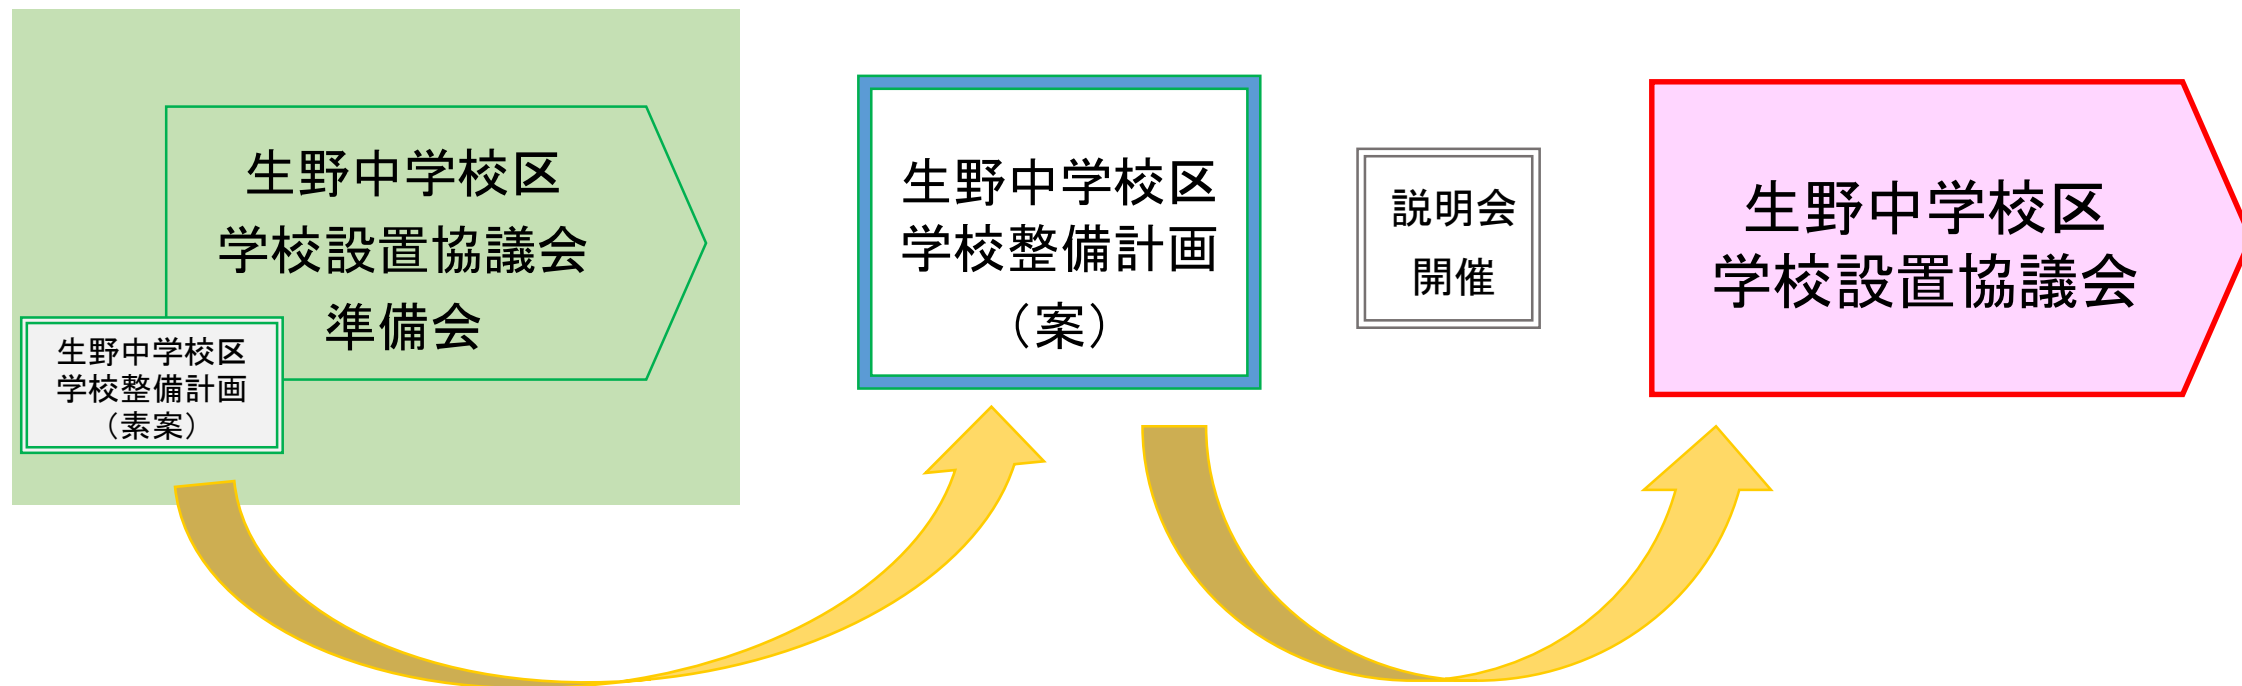 生野中学校区
学校設置協議会
準備会
生野中学校区
学校整備計画
（素案）
生野中学校区
学校整備計画
（案）
説明会
開催
生野中学校区
学校設置協議会